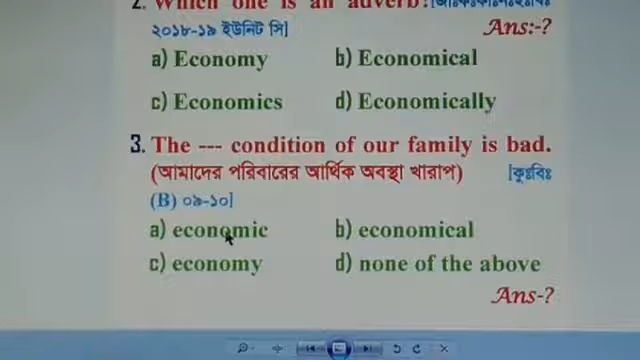 2. Which one is an adverb?
২০১৮-১৯ ইউনিট সি] Ans:-?
a) Economy b) Economical
c) Economics d) Economically
3. The --- condition of our family is bad.
(আমাদের পরিবারের আর্থিক অবস্থা খারাপ) [কুঃবিঃ
(B) ০৯-১০]
a) economic b) economical
c) economy d) none of the above
Ans-?